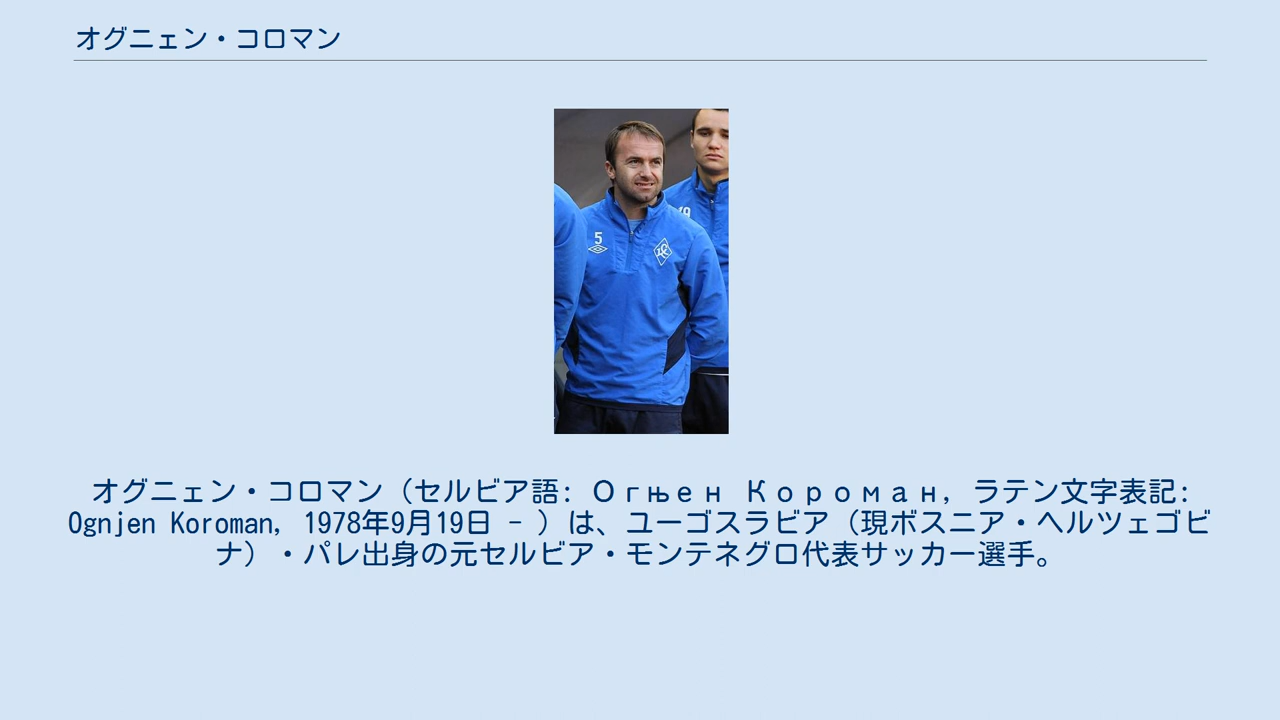 オグニェン・コロマン
5
19
オグニェン・コロマン（セルビア語: Огњен Короман, ラテン文字表記:
Ognjen Koroman, 1978年9月19日 - ）は、ユーゴスラビア（現ボスニア・ヘルツェゴビ
ナ）・パレ出身の元セルビア・モンテネグロ代表サッカー選手。